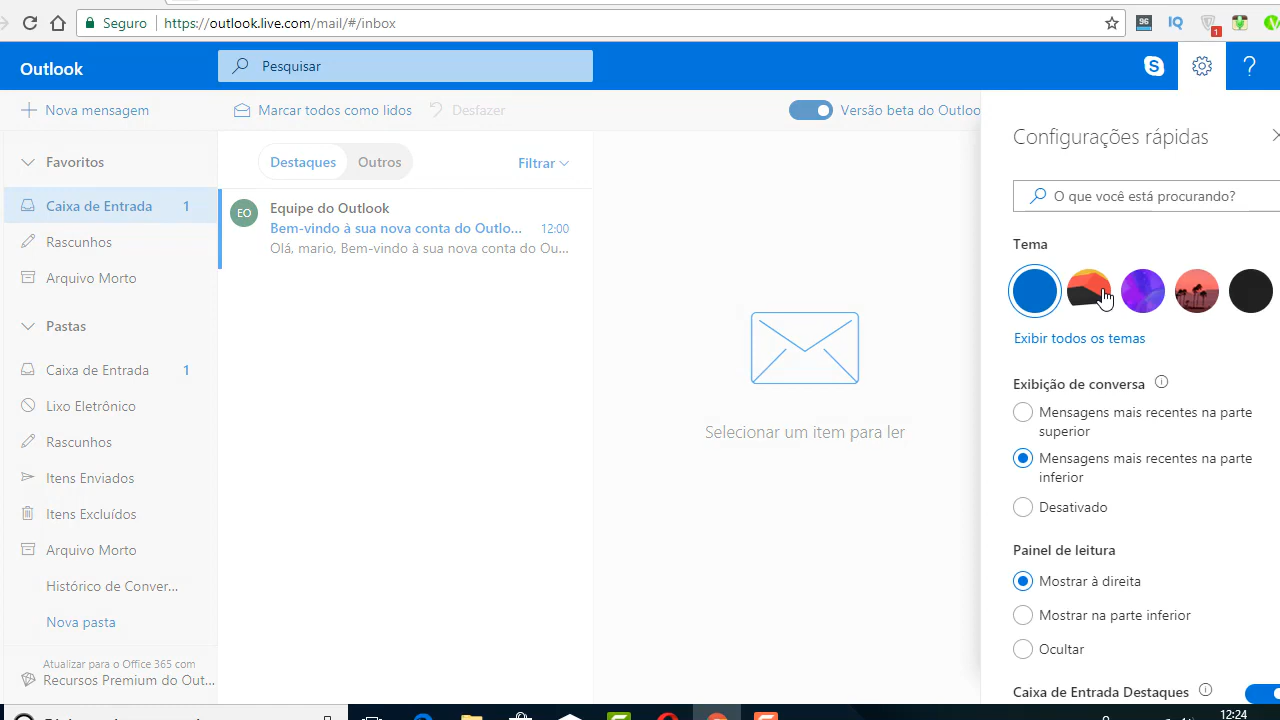 Seguro https://outlook.live.com/mail/#/inbox
96 IQ 1
Outlook
Pesquisar
S ?
Nova mensagem
Marcar todos como lidos
Desfazer
Versão beta do Outloo
Favoritos
Caixa de Entrada 1
Rascunhos
Arquivo Morto
Pastas
Caixa de Entrada 1
Lixo Eletrônico
Rascunhos
Itens Enviados
Itens Excluídos
Arquivo Morto
Histórico de Conver...
Nova pasta
Atualizar para o Office 365 com
Recursos Premium do Out...
Destaques Outros Filtrar
EO
Equipe do Outlook
Bem-vindo à sua nova conta do Outlo... 12:00
Olá, mario, Bem-vindo à sua nova conta do Ou...
Selecionar um item para ler
Configurações rápidas
O que você está procurando?
Tema
Exibir todos os temas
Exibição de conversa
Mensagens mais recentes na parte
superior
Mensagens mais recentes na parte
inferior
Desativado
Painel de leitura
Mostrar à direita
Mostrar na parte inferior
Ocultar
Caixa de Entrada Destaques
12:24